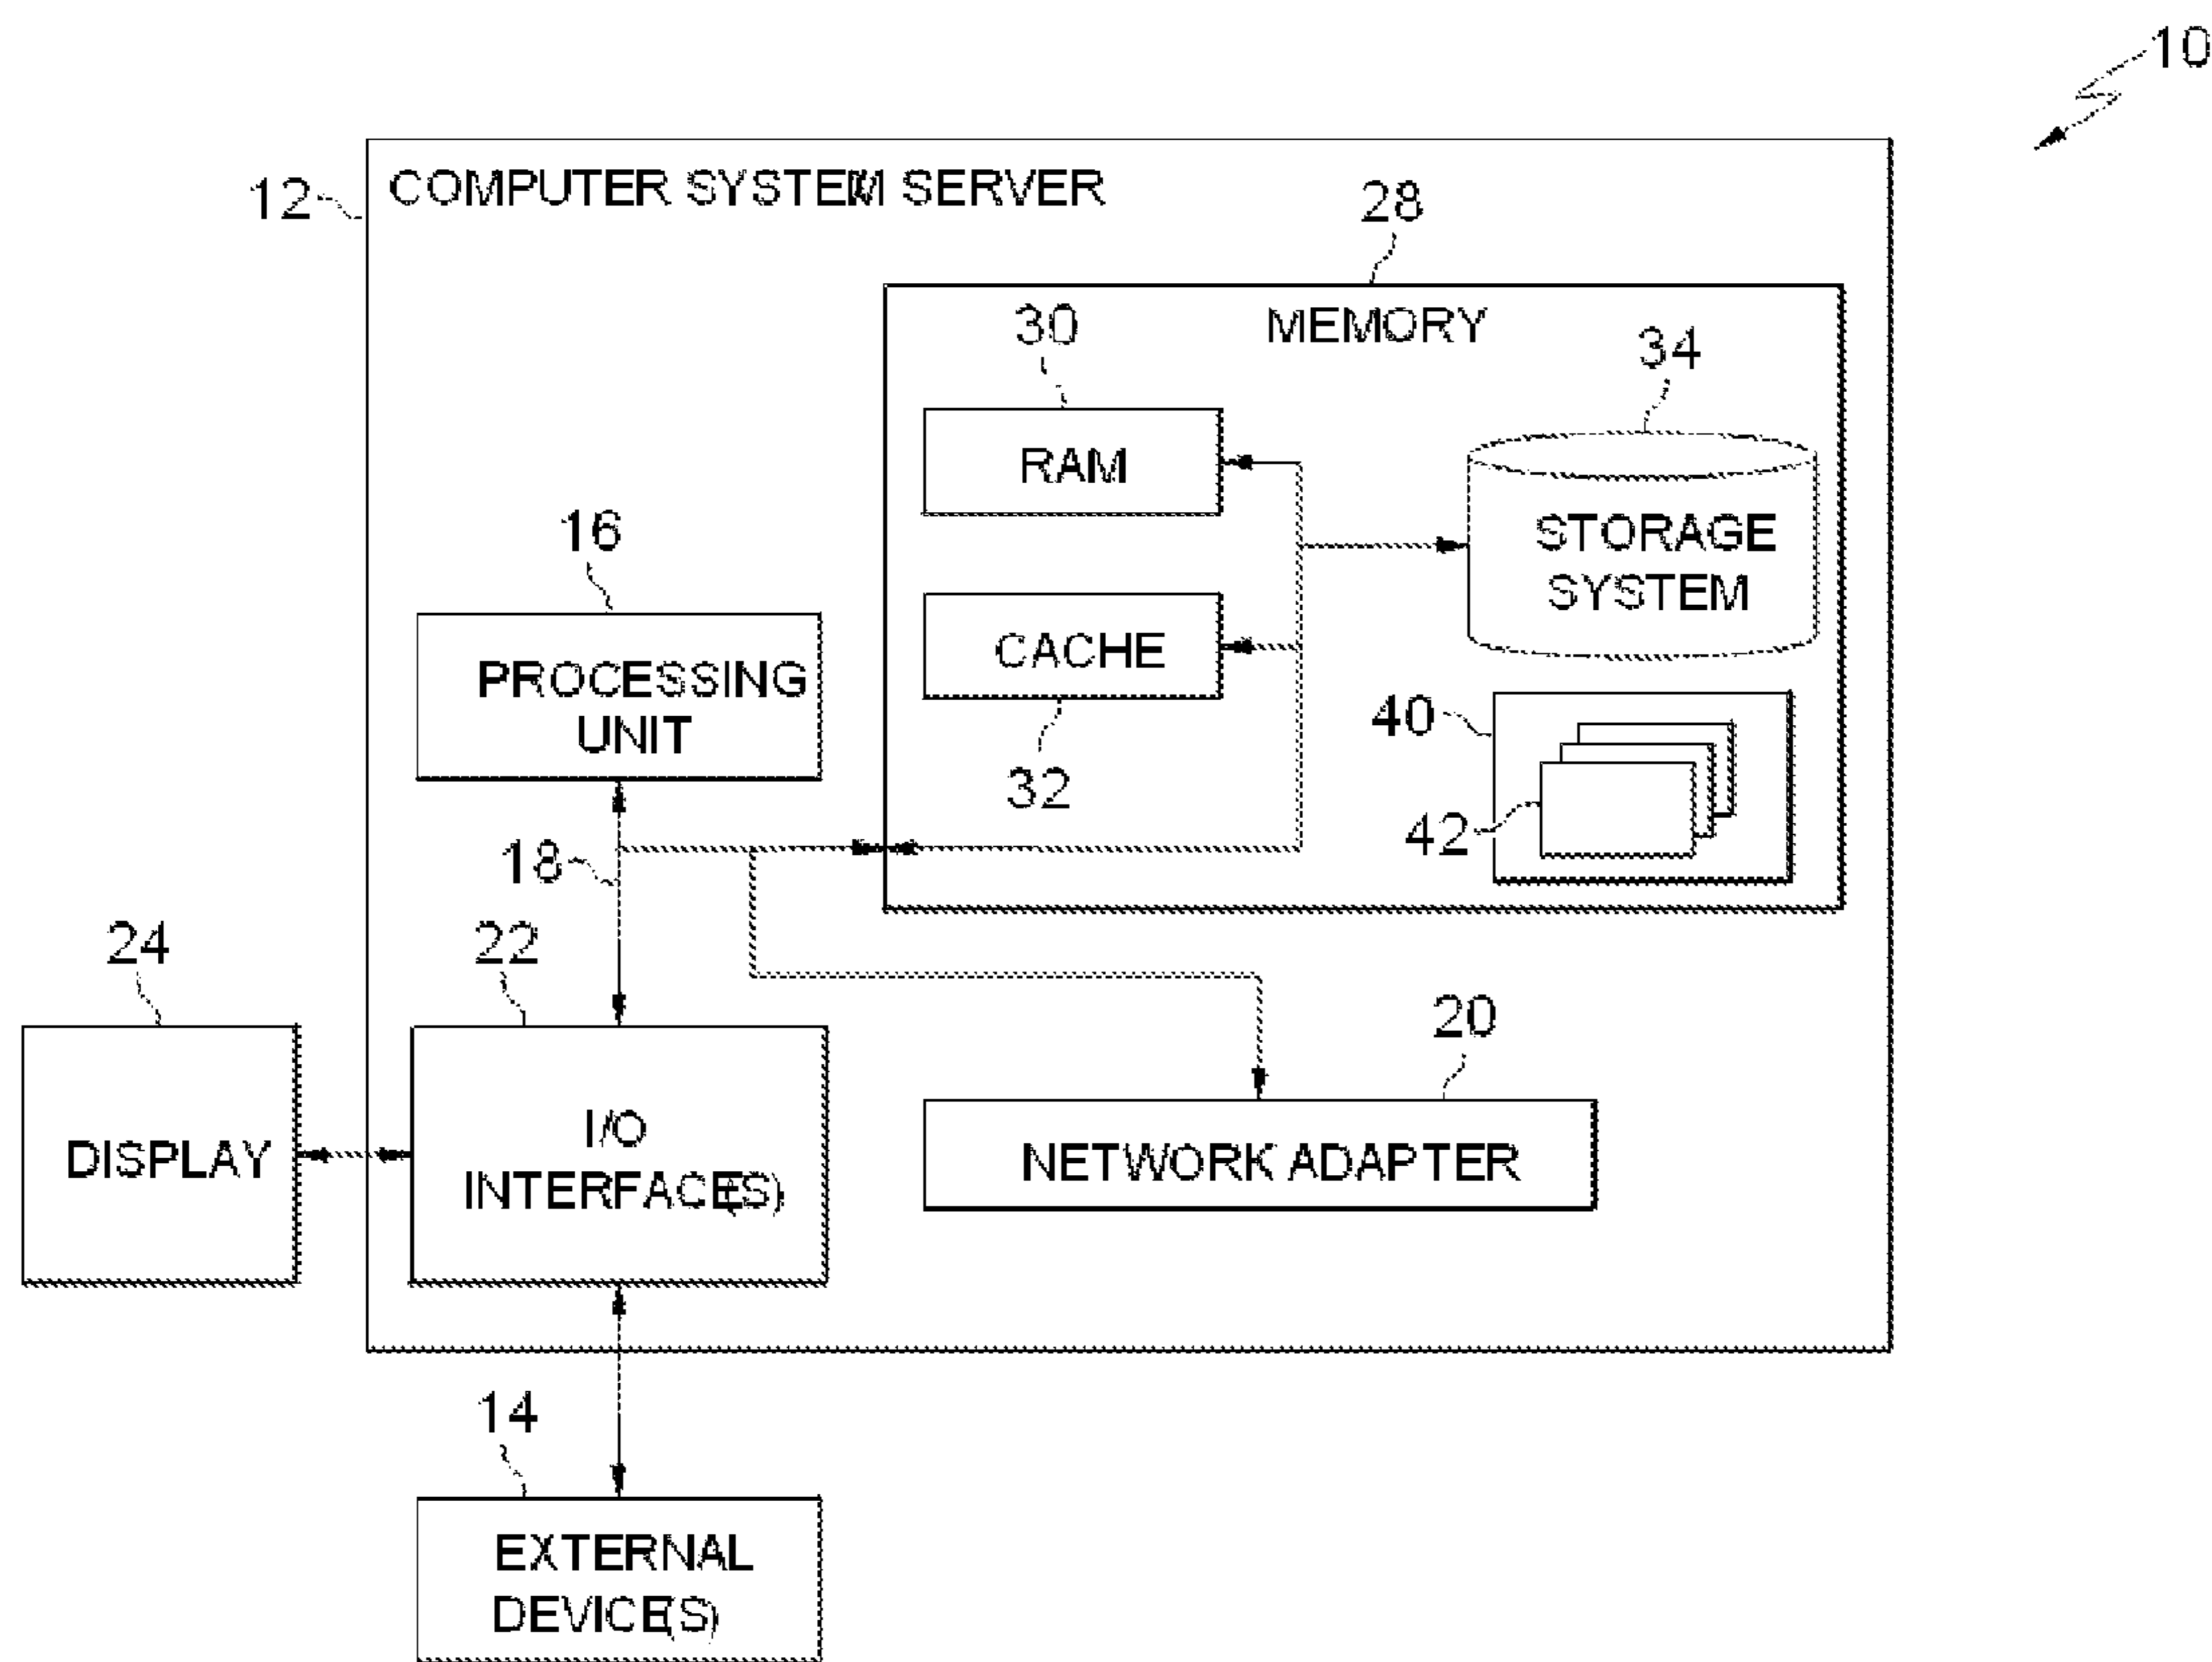 10
12
COMPUTER SYSTEM SERVER
28
MEMORY
30
34
RAM
STORAGE
SYSTEM
16
PROCESSING
UNIT
CACHE
32
40
42
18
24
22
20
DISPLAY
I/O
INTERFACE(S)
NETWORK ADAPTER
14
EXTERNAL
DEVICE(S)